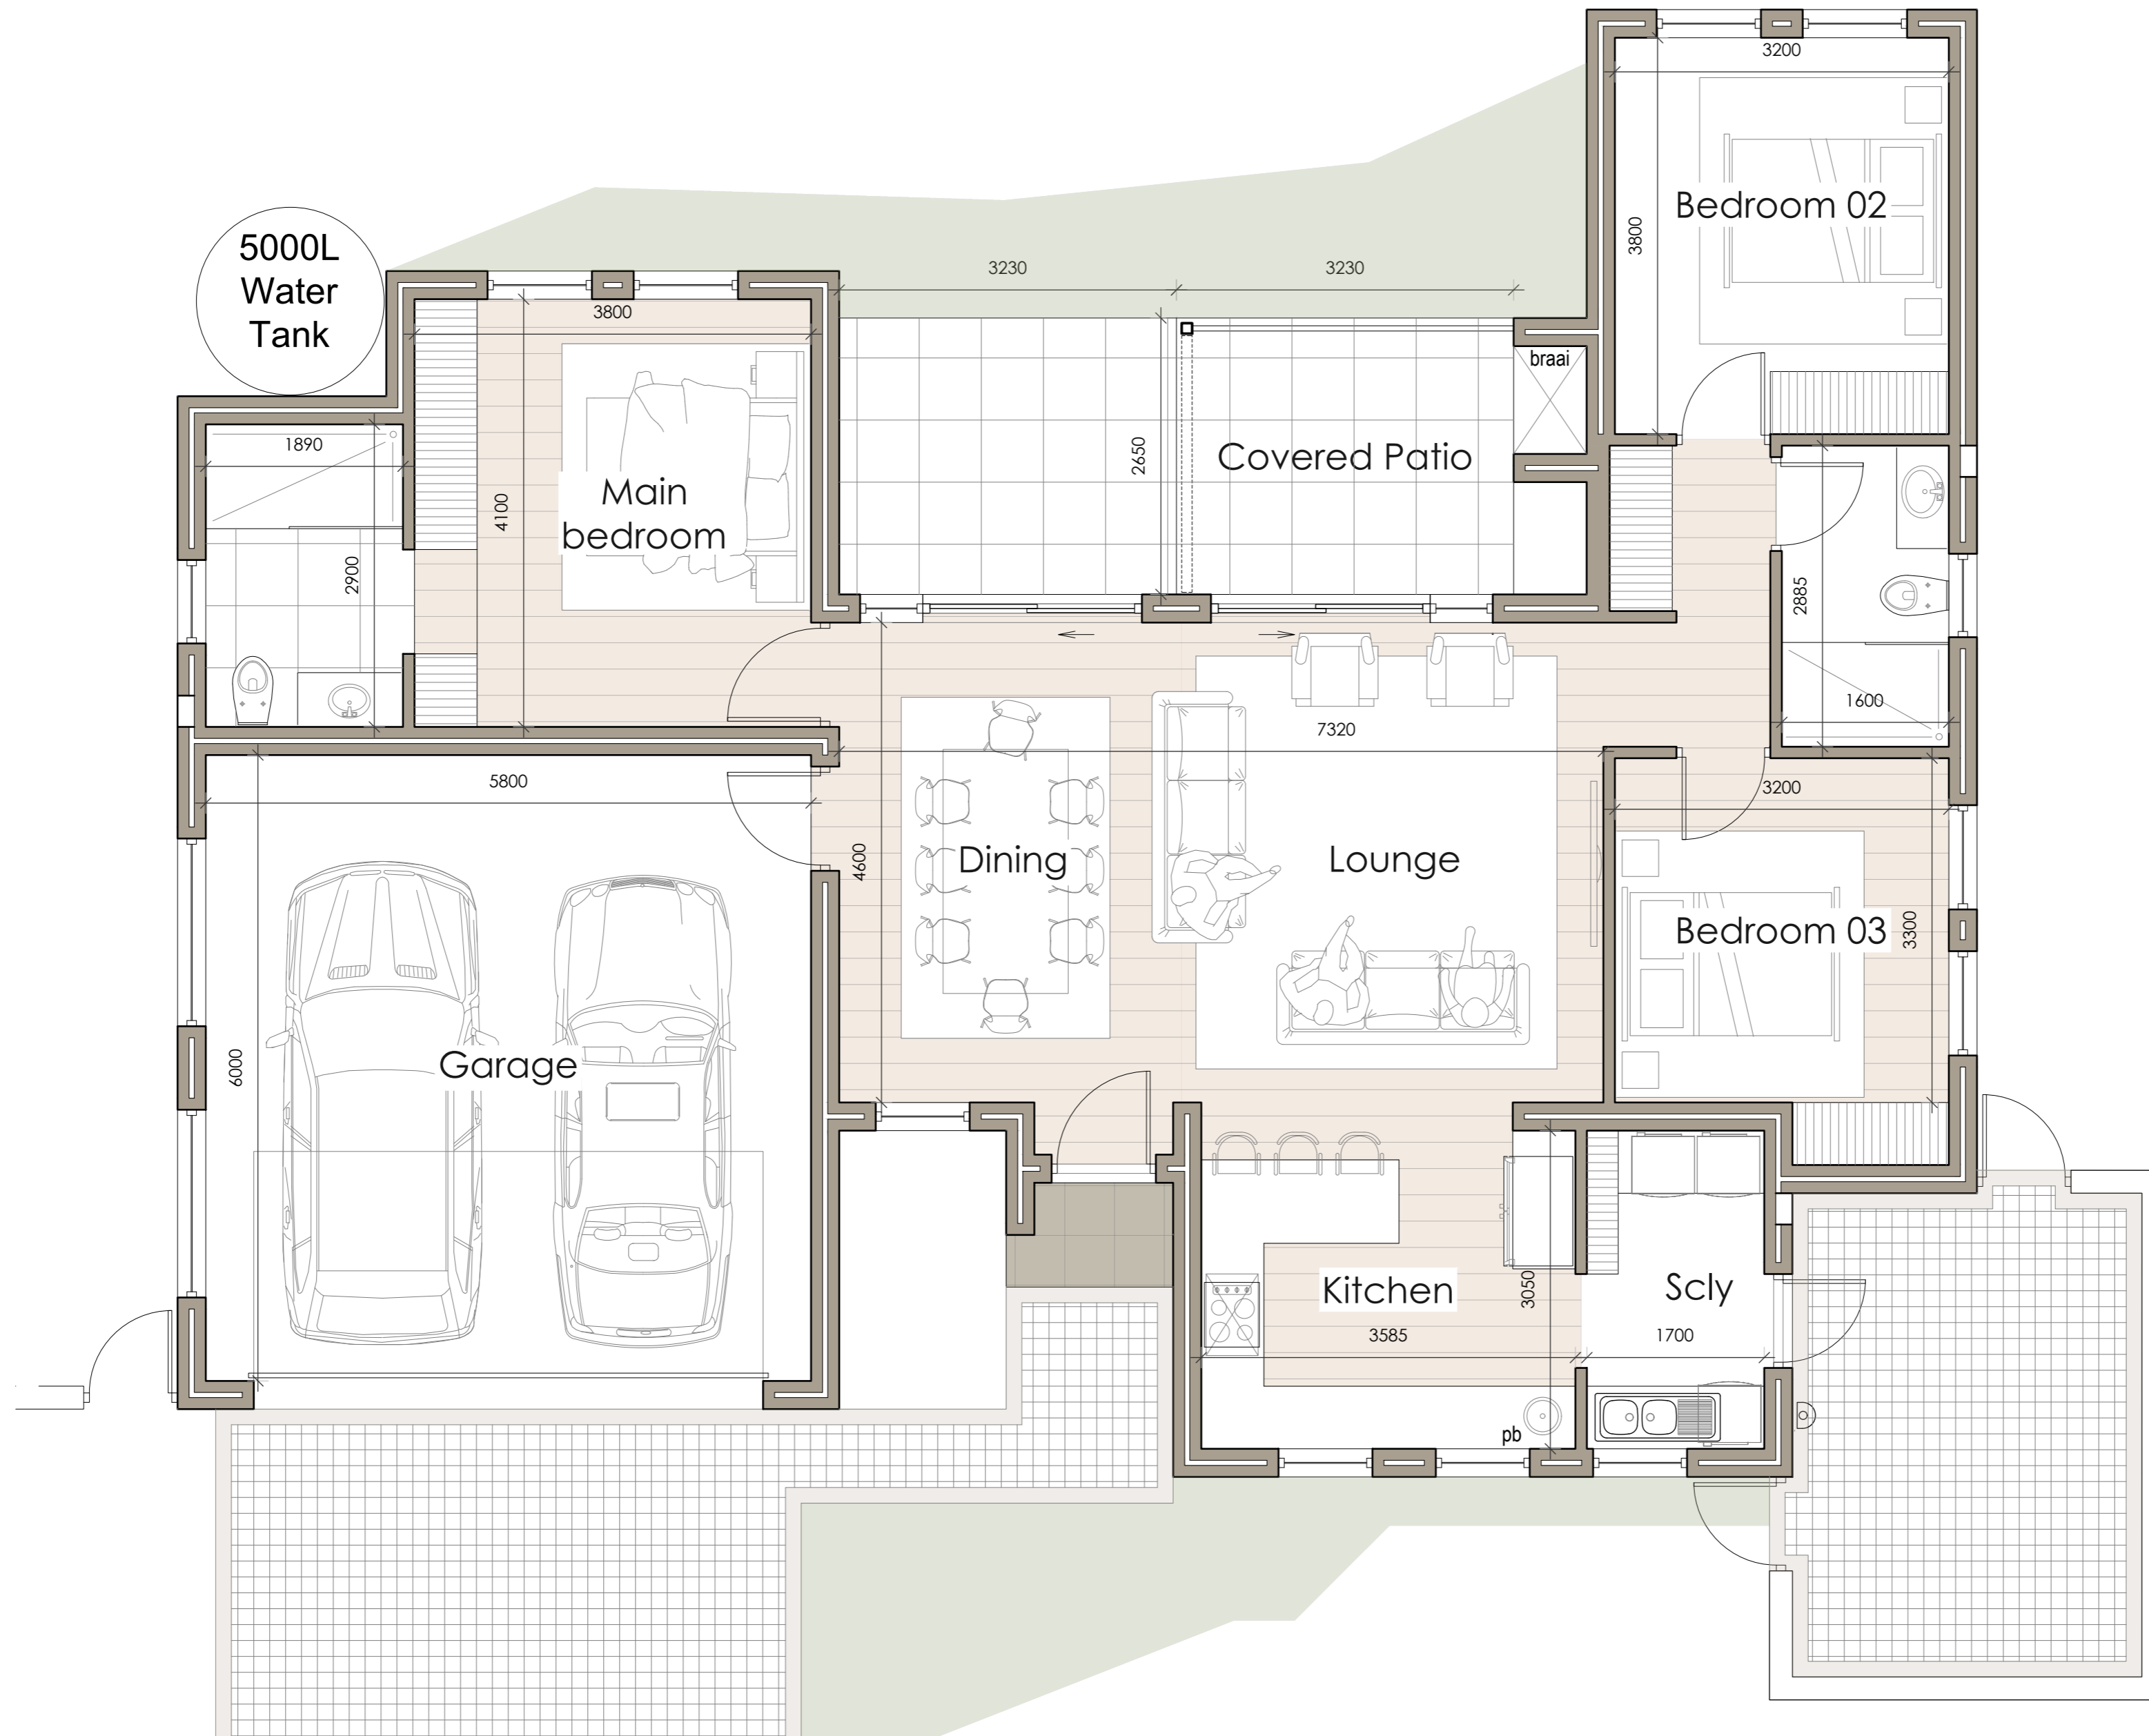 3200
Bedroom 02
3800
5000L
Water
Tank
3230
3230
3800
braai
1890
Main
bedroom
4100
2650
Covered Patio
2900
2885
1600
7320
5800
3200
4600
Dining
Lounge
Bedroom 03
3300
6000
Garage
Kitchen
3050
Scly
3585
1700
pb